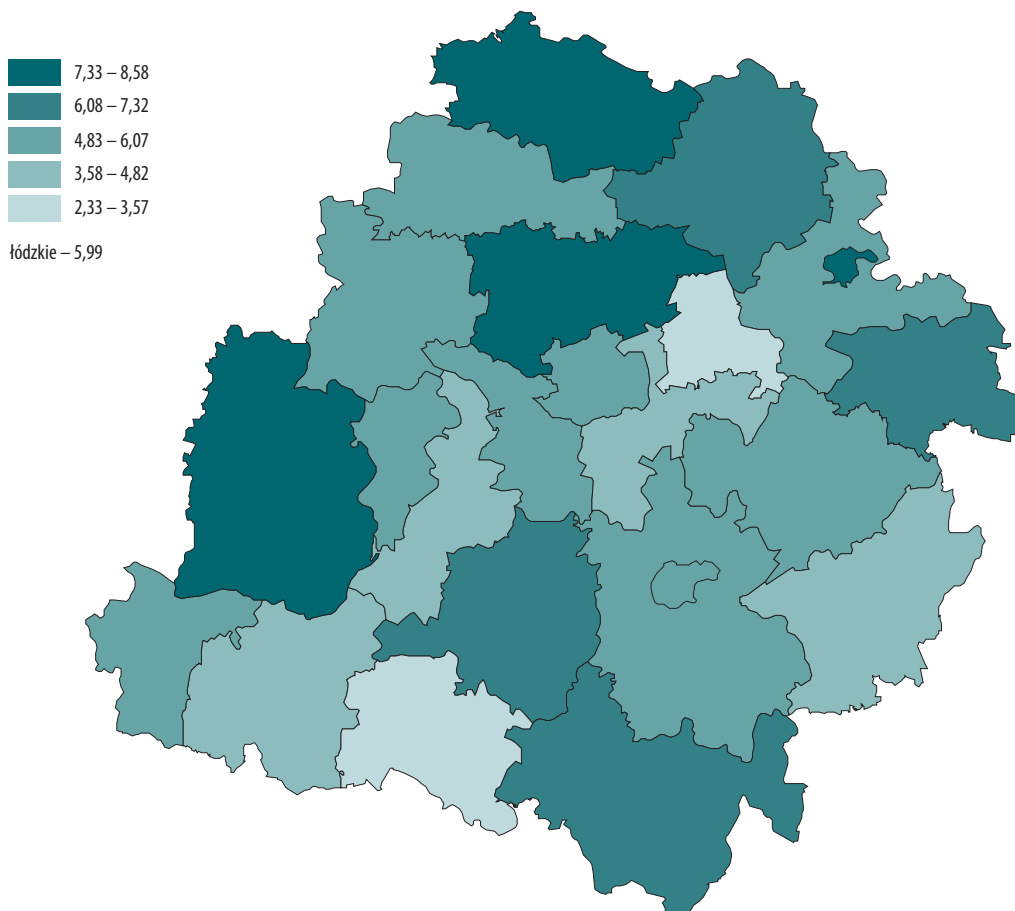 7,33 – 8,58
6,08 – 7,32
4,83 – 6,07
3,58 – 4,82
2,33 – 3,57
łódzkie – 5,99